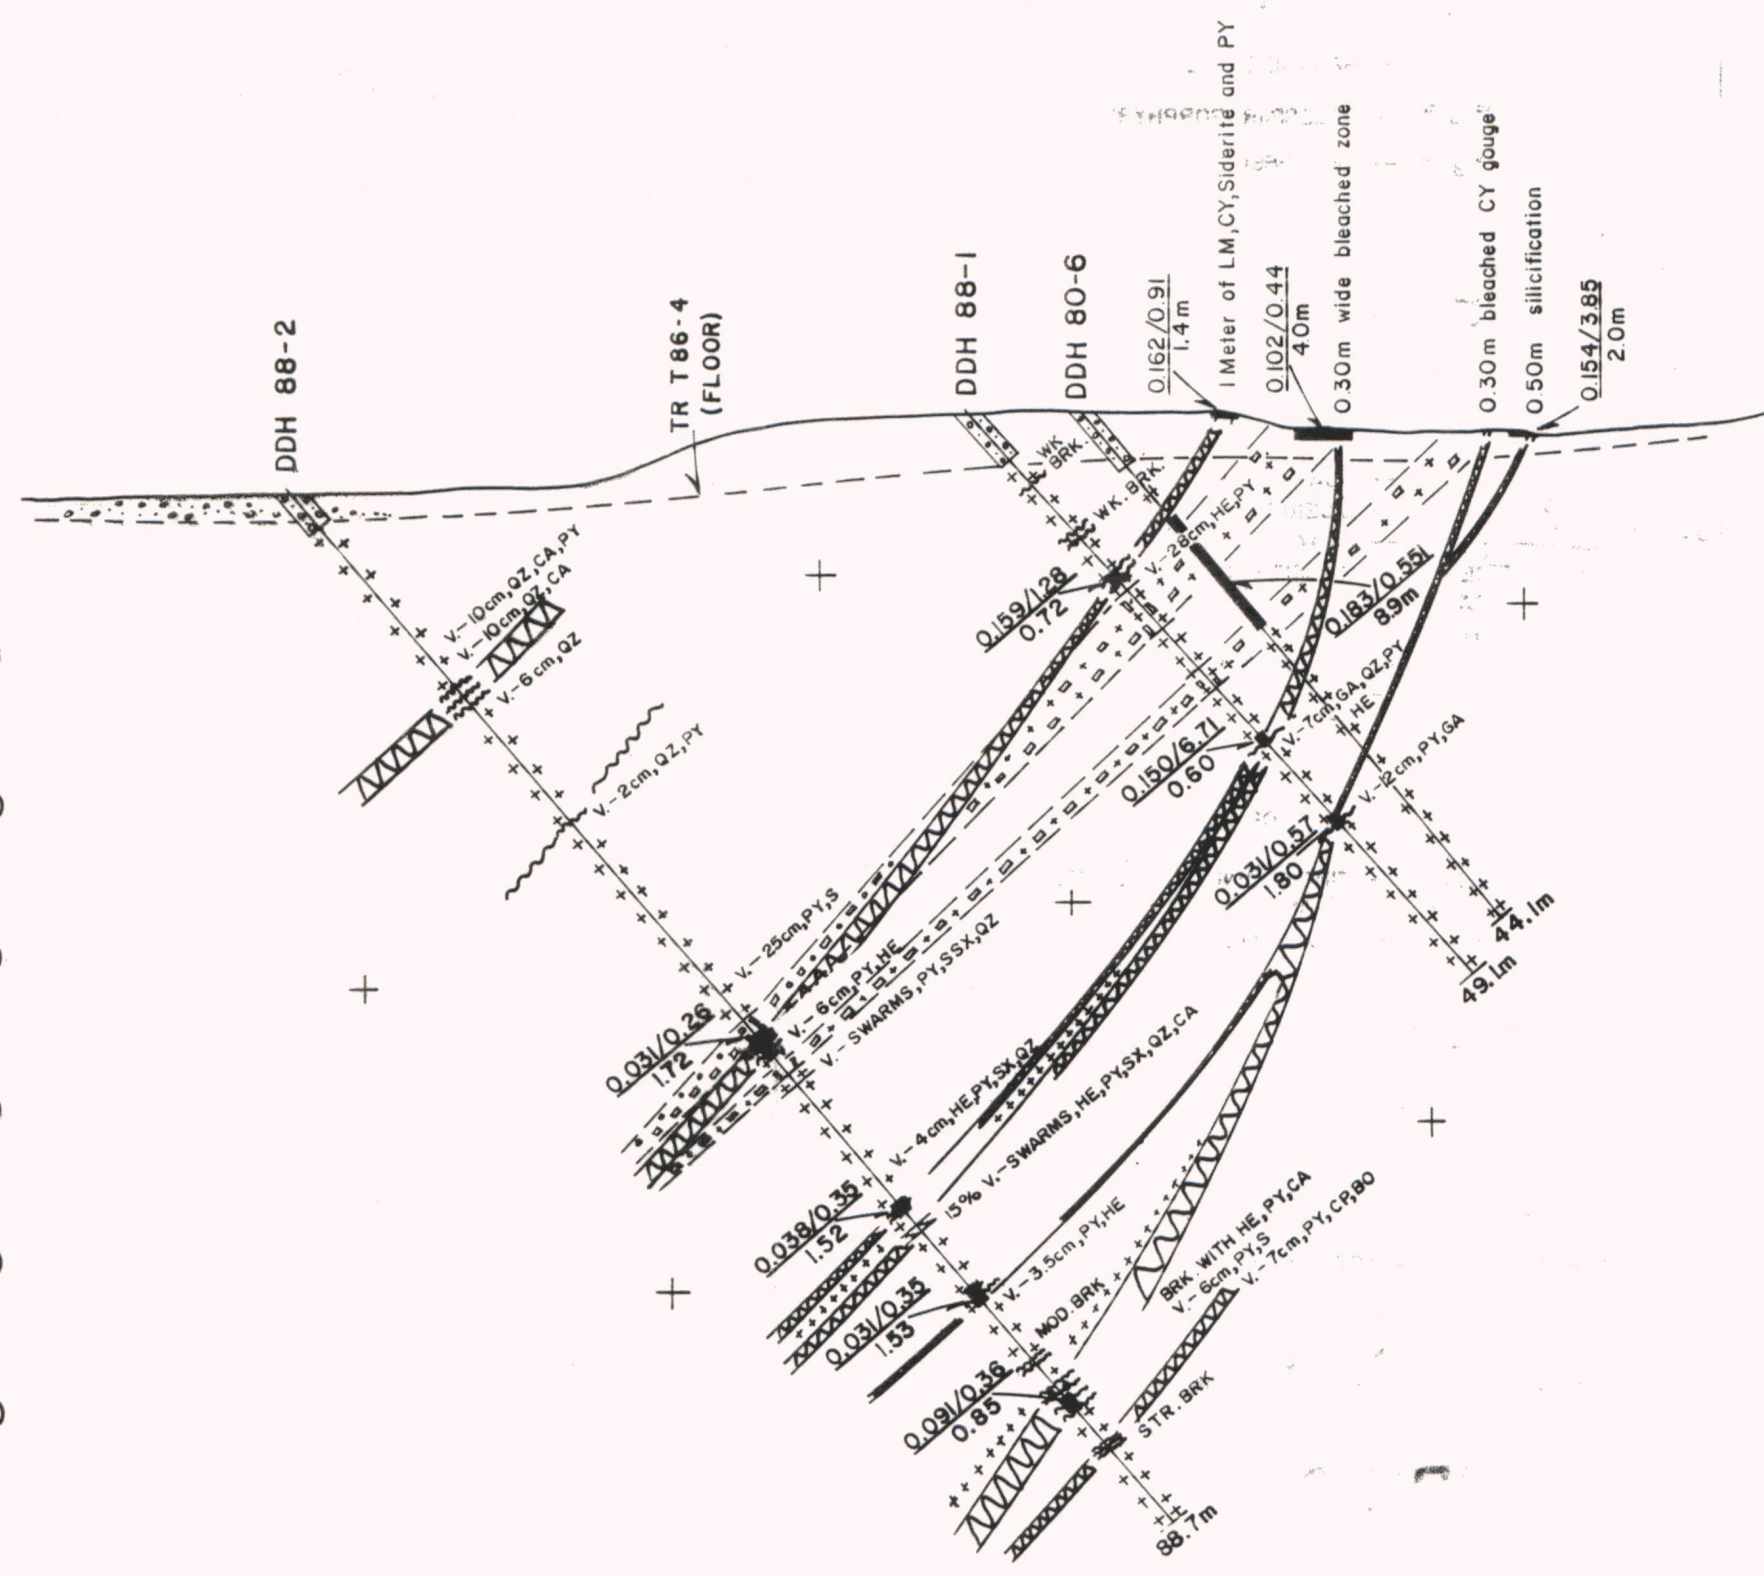 DDH 88-2
TR T86-4
(FLOOR)
DDH 88-1
DDH 80-6
0.162/0.91
1.4m
1 Meter of LM,CY,Siderite and PY
0.102/0.44
4.0m
0.30m wide bleached zone
0.30m bleached CY gouge
0.50m silicification
0.154/3.85
2.0m
WK
BRK.
WK. BRK.
V.-28cm,HE,PY
0.159/1.28
0.72
0.183/0.551
8.9m
V.-10cm,QZ,CA,PY
V.-10cm,QZ,CA
V.-6cm,QZ
V.-2cm,QZ,PY
V.-7cm,GA,QZ,PY
HE
0.150/6.71
0.60
V.-2cm,PY,GA
0.031/0.57
1.80
44.1m
49.1m
V.-25cm,PY,S
V.-6cm,PY,HE
V.-SWARMS,PY,SSX,QZ
0.031/0.26
1.72
V.-4cm,HE,PY,SX,QZ
15% V.-SWARMS,HE,PY,SX,QZ,CA
0.038/0.35
1.52
V.-3.5cm,PY,HE
0.031/0.35
1.53
MOD.BRK
BRK. WITH HE,PY,CA
V.-6cm,PY,S
V.-7cm,PY,CP,BO
0.091/0.36
0.85
STR. BRK
88.7m